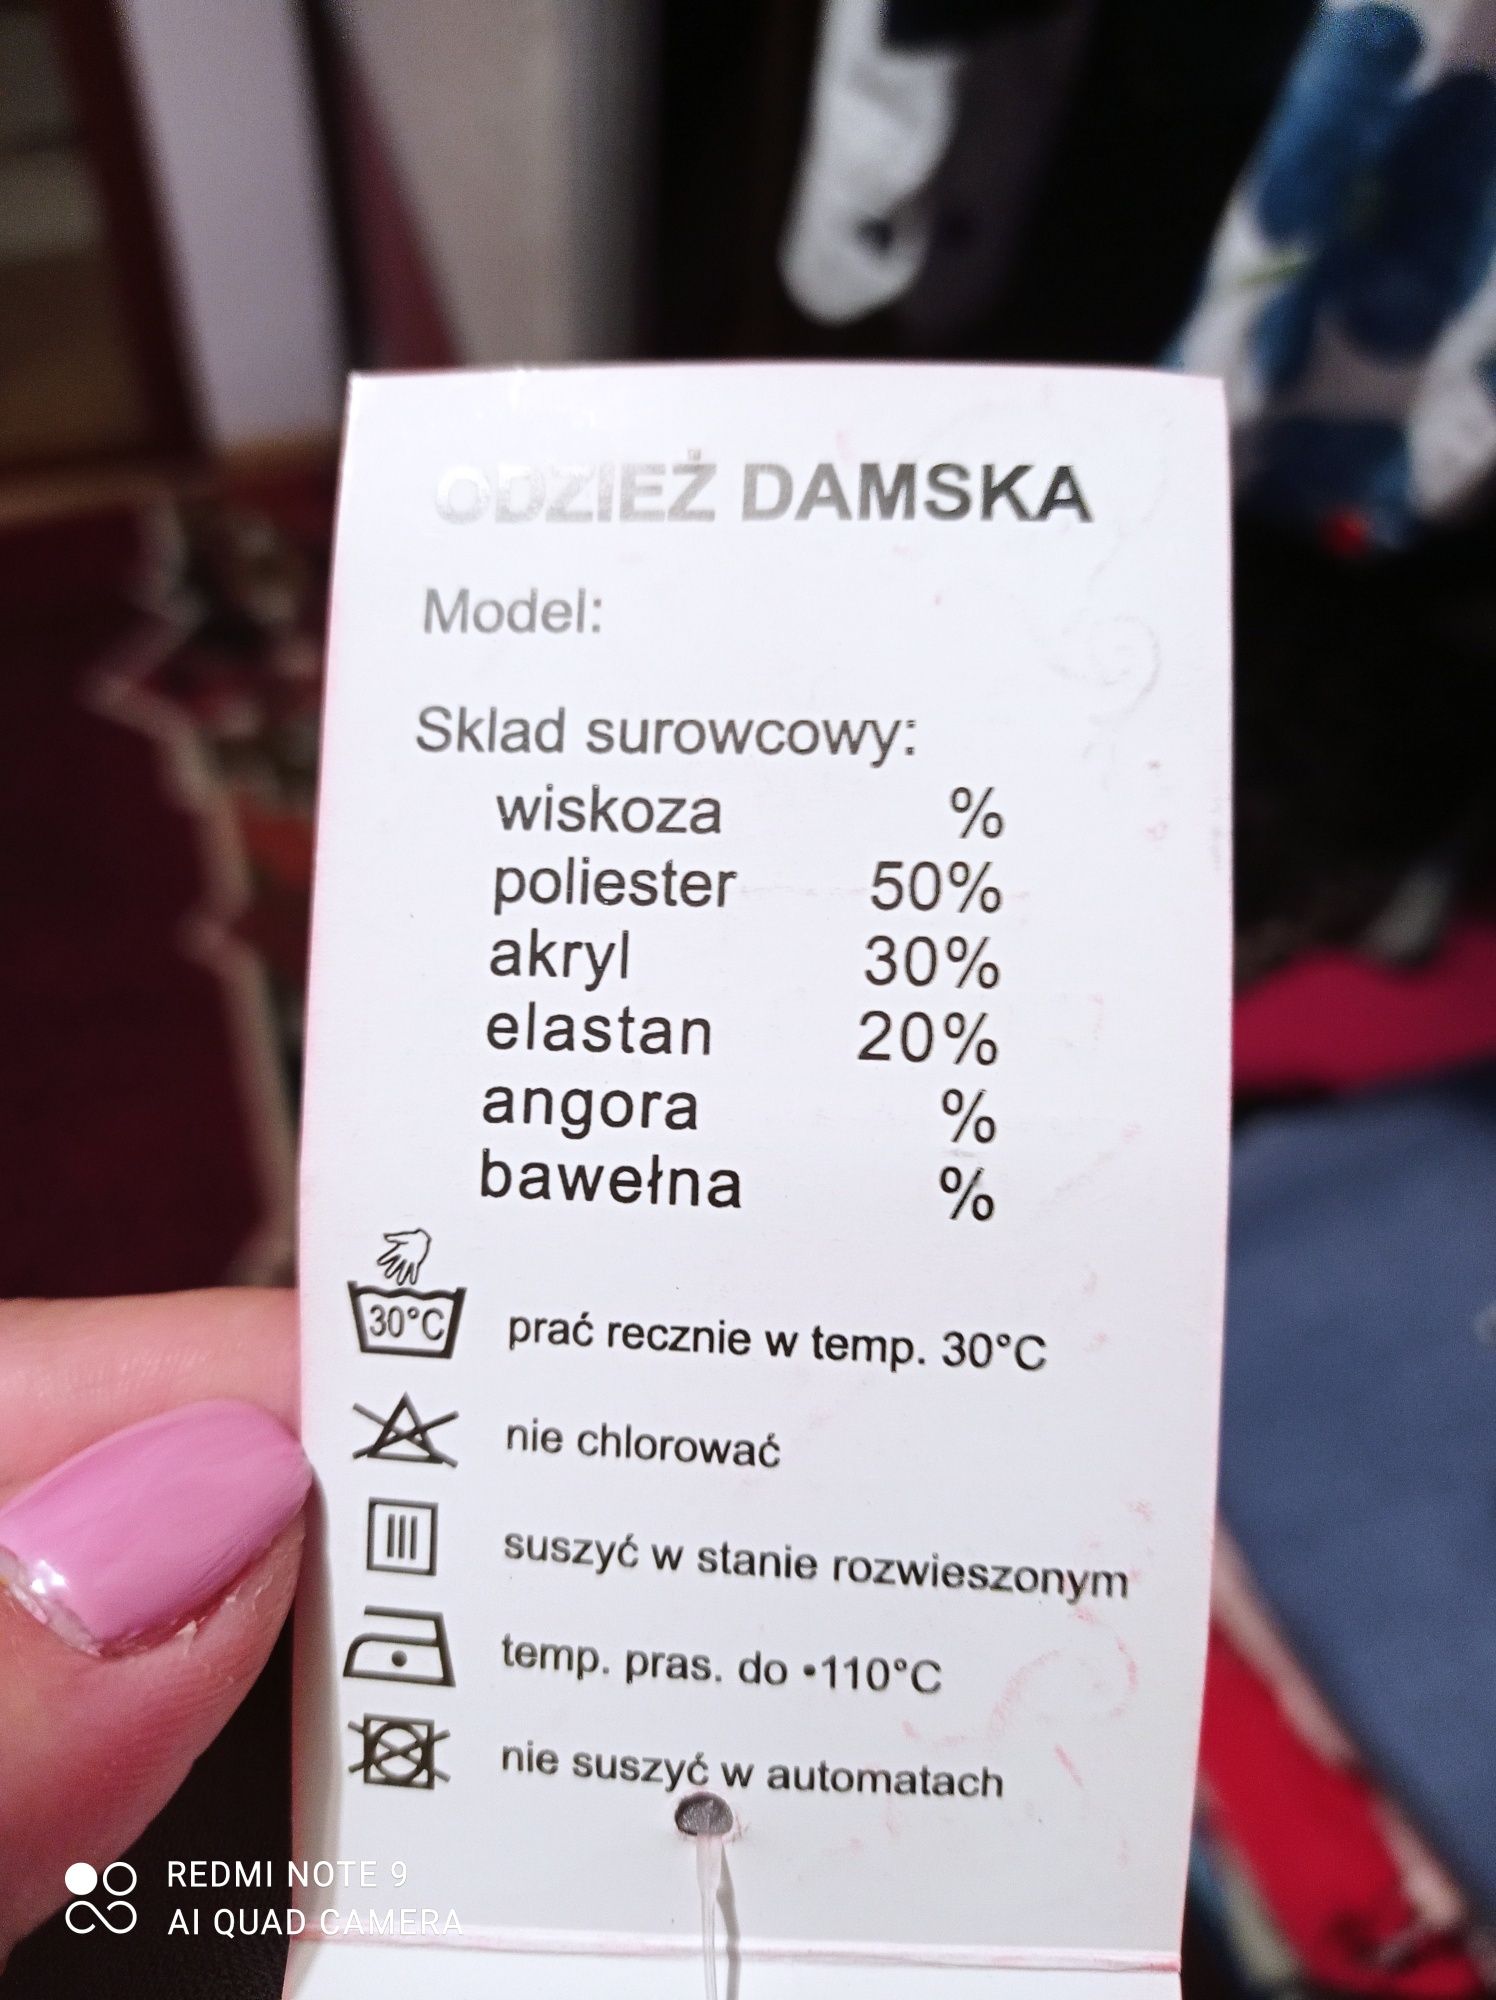 ODZIEŻ DAMSKA
Model:
Sklad surowcowy:
wiskoza %
poliester 50%
akryl 30%
elastan 20%
angora %
bawełna %
30°C prać recznie w temp. 30°C
nie chlorować
suszyć w stanie rozwieszonym
temp. pras. do •110°C
nie suszyć w automatach
REDMI NOTE 9
AI QUAD CAMERA